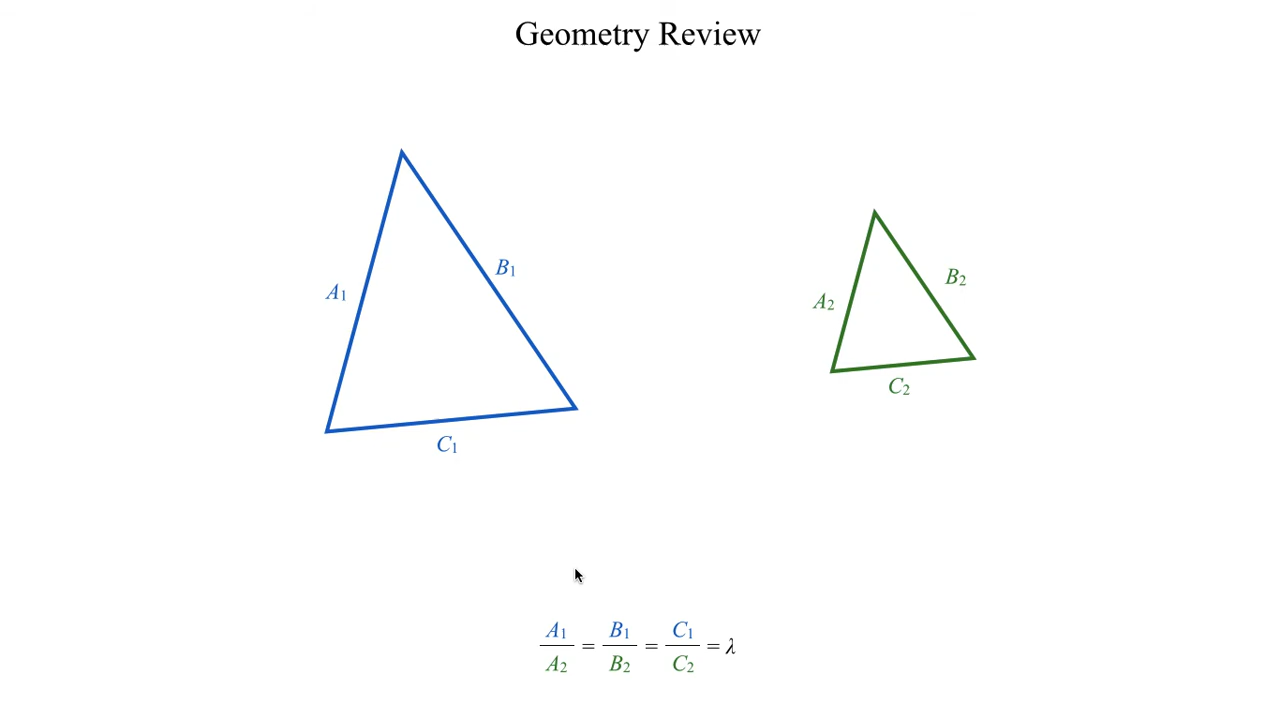 Geometry Review
B₁
A₁
C₁
B₂
A₂
C₂
A₁/A₂ = B₁/B₂ = C₁/C₂ = λ